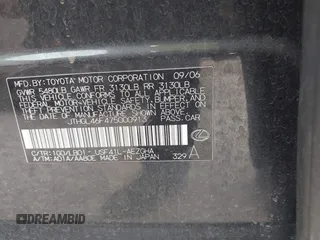 MFD.BY:TOYOTA MOTOR CORPORATION 09/06
GVWR 5480LB GAWR FR 3130LB RR 3130LB
THIS VEHICLE CONFORMS TO ALL APPLICABLE
FEDERAL MOTOR VEHICLE SAFETY, BUMPER, AND
THEFT PREVENTION STANDARDS IN EFFECT ON
THE DATE OF MANUFACTURE SHOWN ABOVE.
JTHGL46F475000913 PASS.CAR
C/TR:1G0/LB01 USF41L-AEZGHA
A/TM:A01A/AA80E MADE IN JAPAN 329 A
DREAMBID